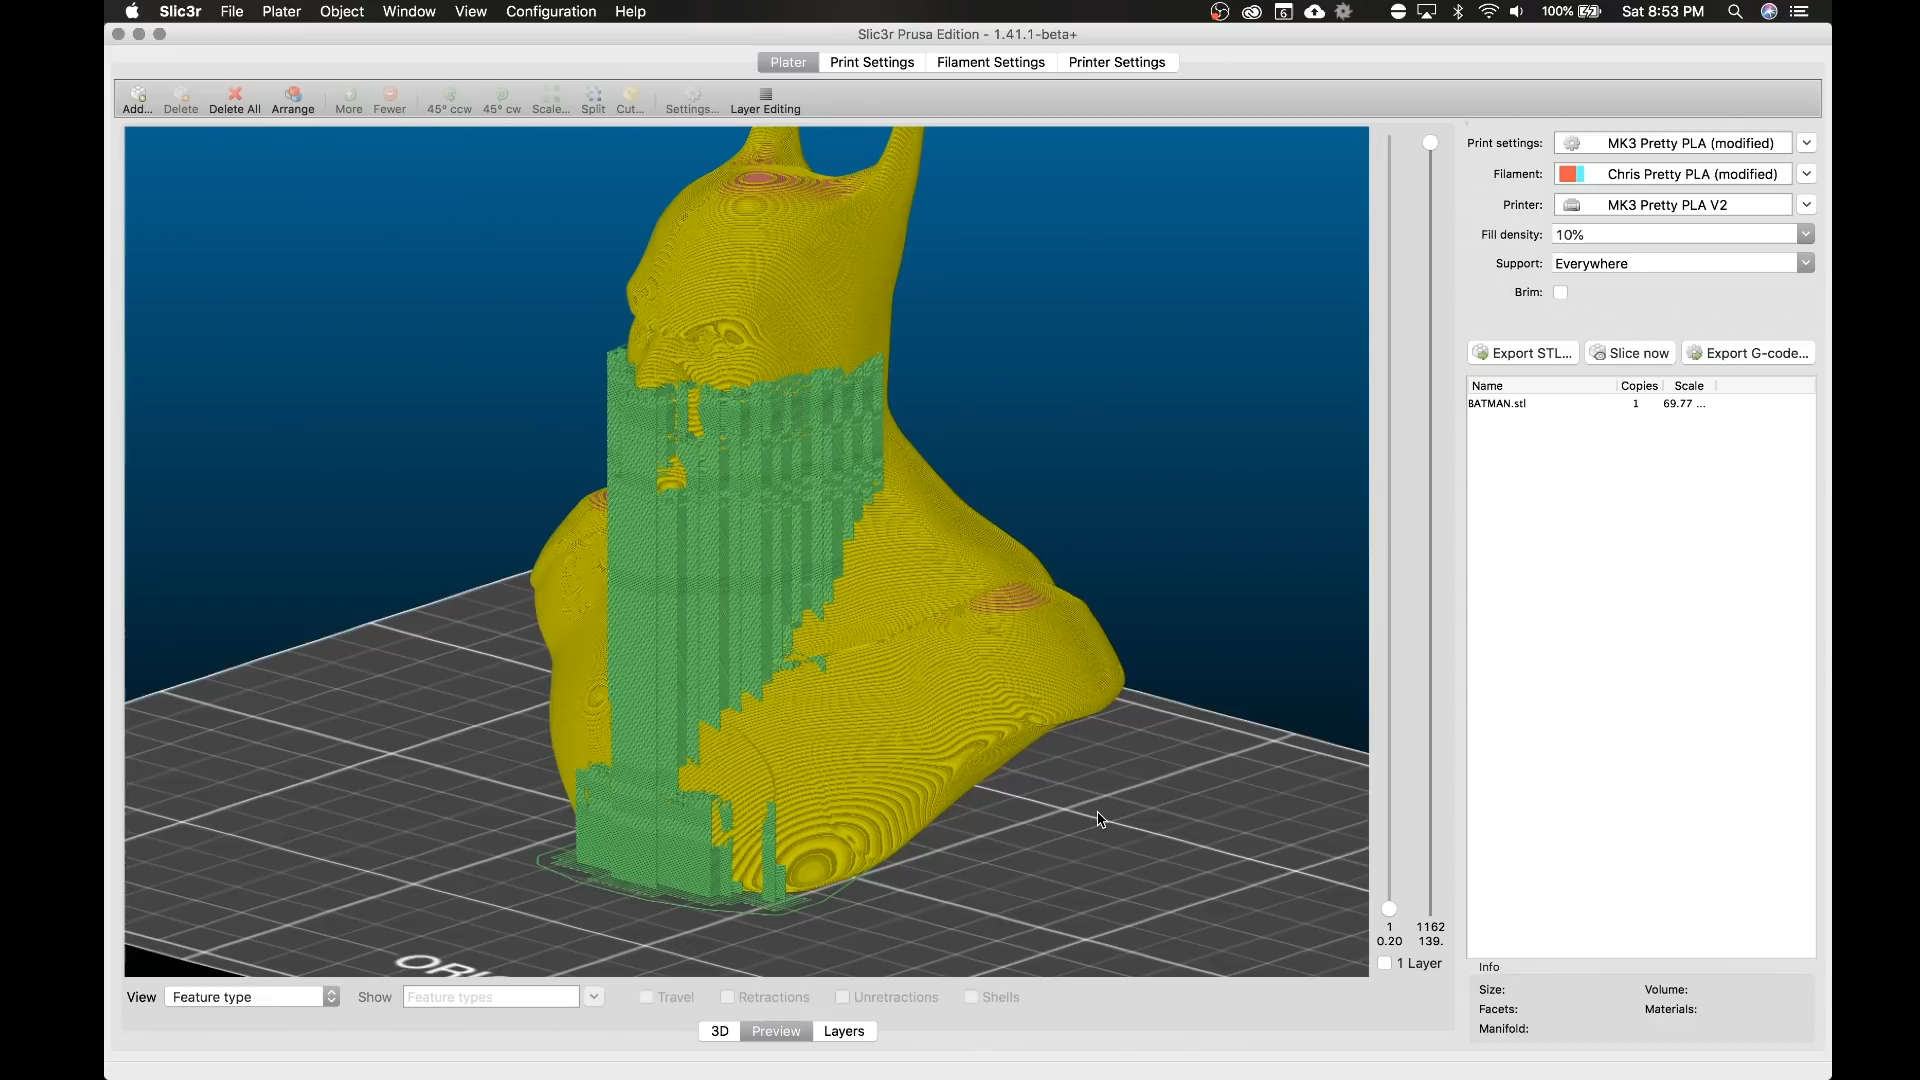 Slic3r File Plater Object Window View Configuration Help 6 100% Sat 8:53 PM
Slic3r Prusa Edition - 1.41.1-beta+
Plater Print Settings Filament Settings Printer Settings
Add... Delete Delete All Arrange More Fewer 45° ccw 45° cw Scale... Split Cut... Settings... Layer Editing
Print settings: MK3 Pretty PLA (modified)
Filament: Chris Pretty PLA (modified)
Printer: MK3 Pretty PLA V2
Fill density: 10%
Support: Everywhere
Brim:
Export STL... Slice now Export G-code...
Name Copies Scale
BATMAN.stl 1 69.77 ...
1 1162
0.20 139.
1 Layer
Info
Size: Volume:
Facets: Materials:
Manifold:
View Feature type Show Feature types Travel Retractions Unretractions Shells
3D Preview Layers